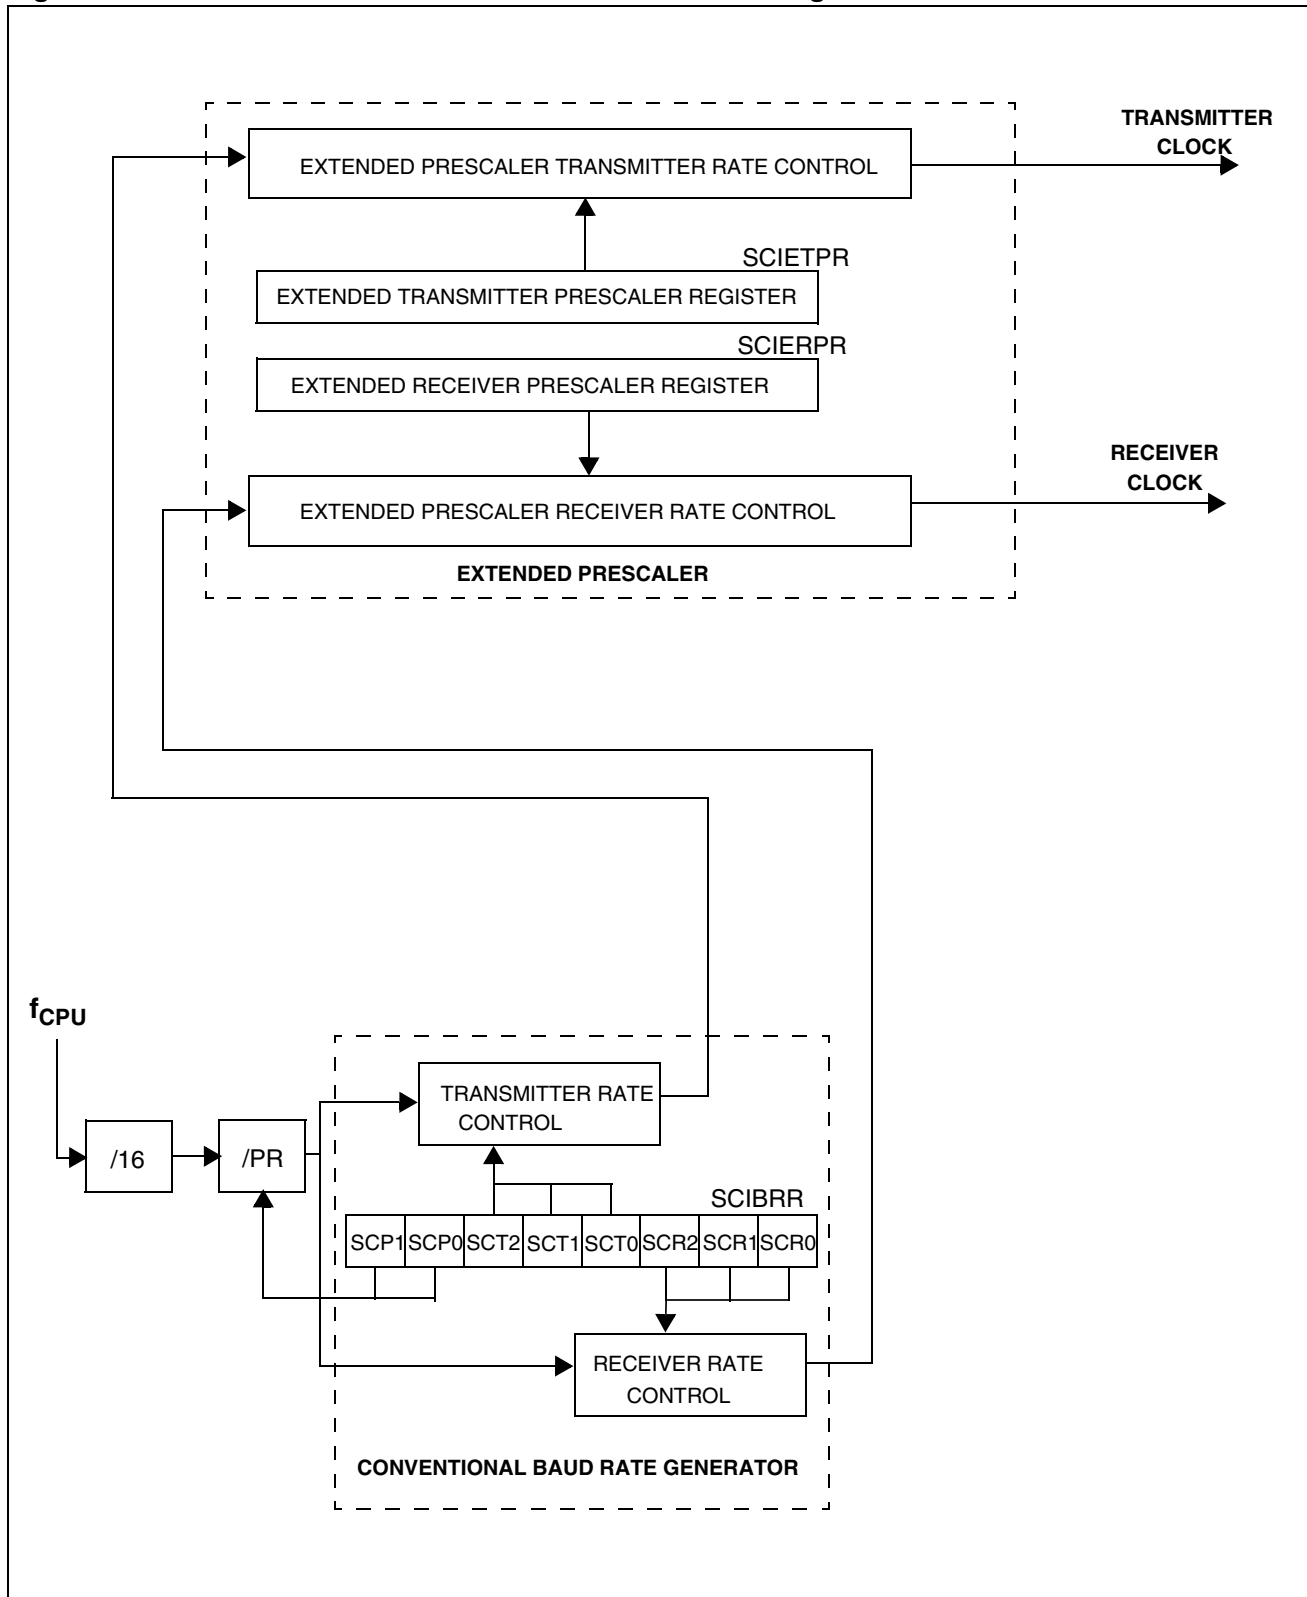 TRANSMITTER
CLOCK
EXTENDED PRESCALER TRANSMITTER RATE CONTROL
SCIETPR
EXTENDED TRANSMITTER PRESCALER REGISTER
SCIERPR
EXTENDED RECEIVER PRESCALER REGISTER
RECEIVER
CLOCK
EXTENDED PRESCALER RECEIVER RATE CONTROL
EXTENDED PRESCALER
fCPU
TRANSMITTER RATE
CONTROL
/16
/PR
SCIBRR
SCP1 SCP0 SCT2 SCT1 SCT0 SCR2 SCR1 SCR0
RECEIVER RATE
CONTROL
CONVENTIONAL BAUD RATE GENERATOR